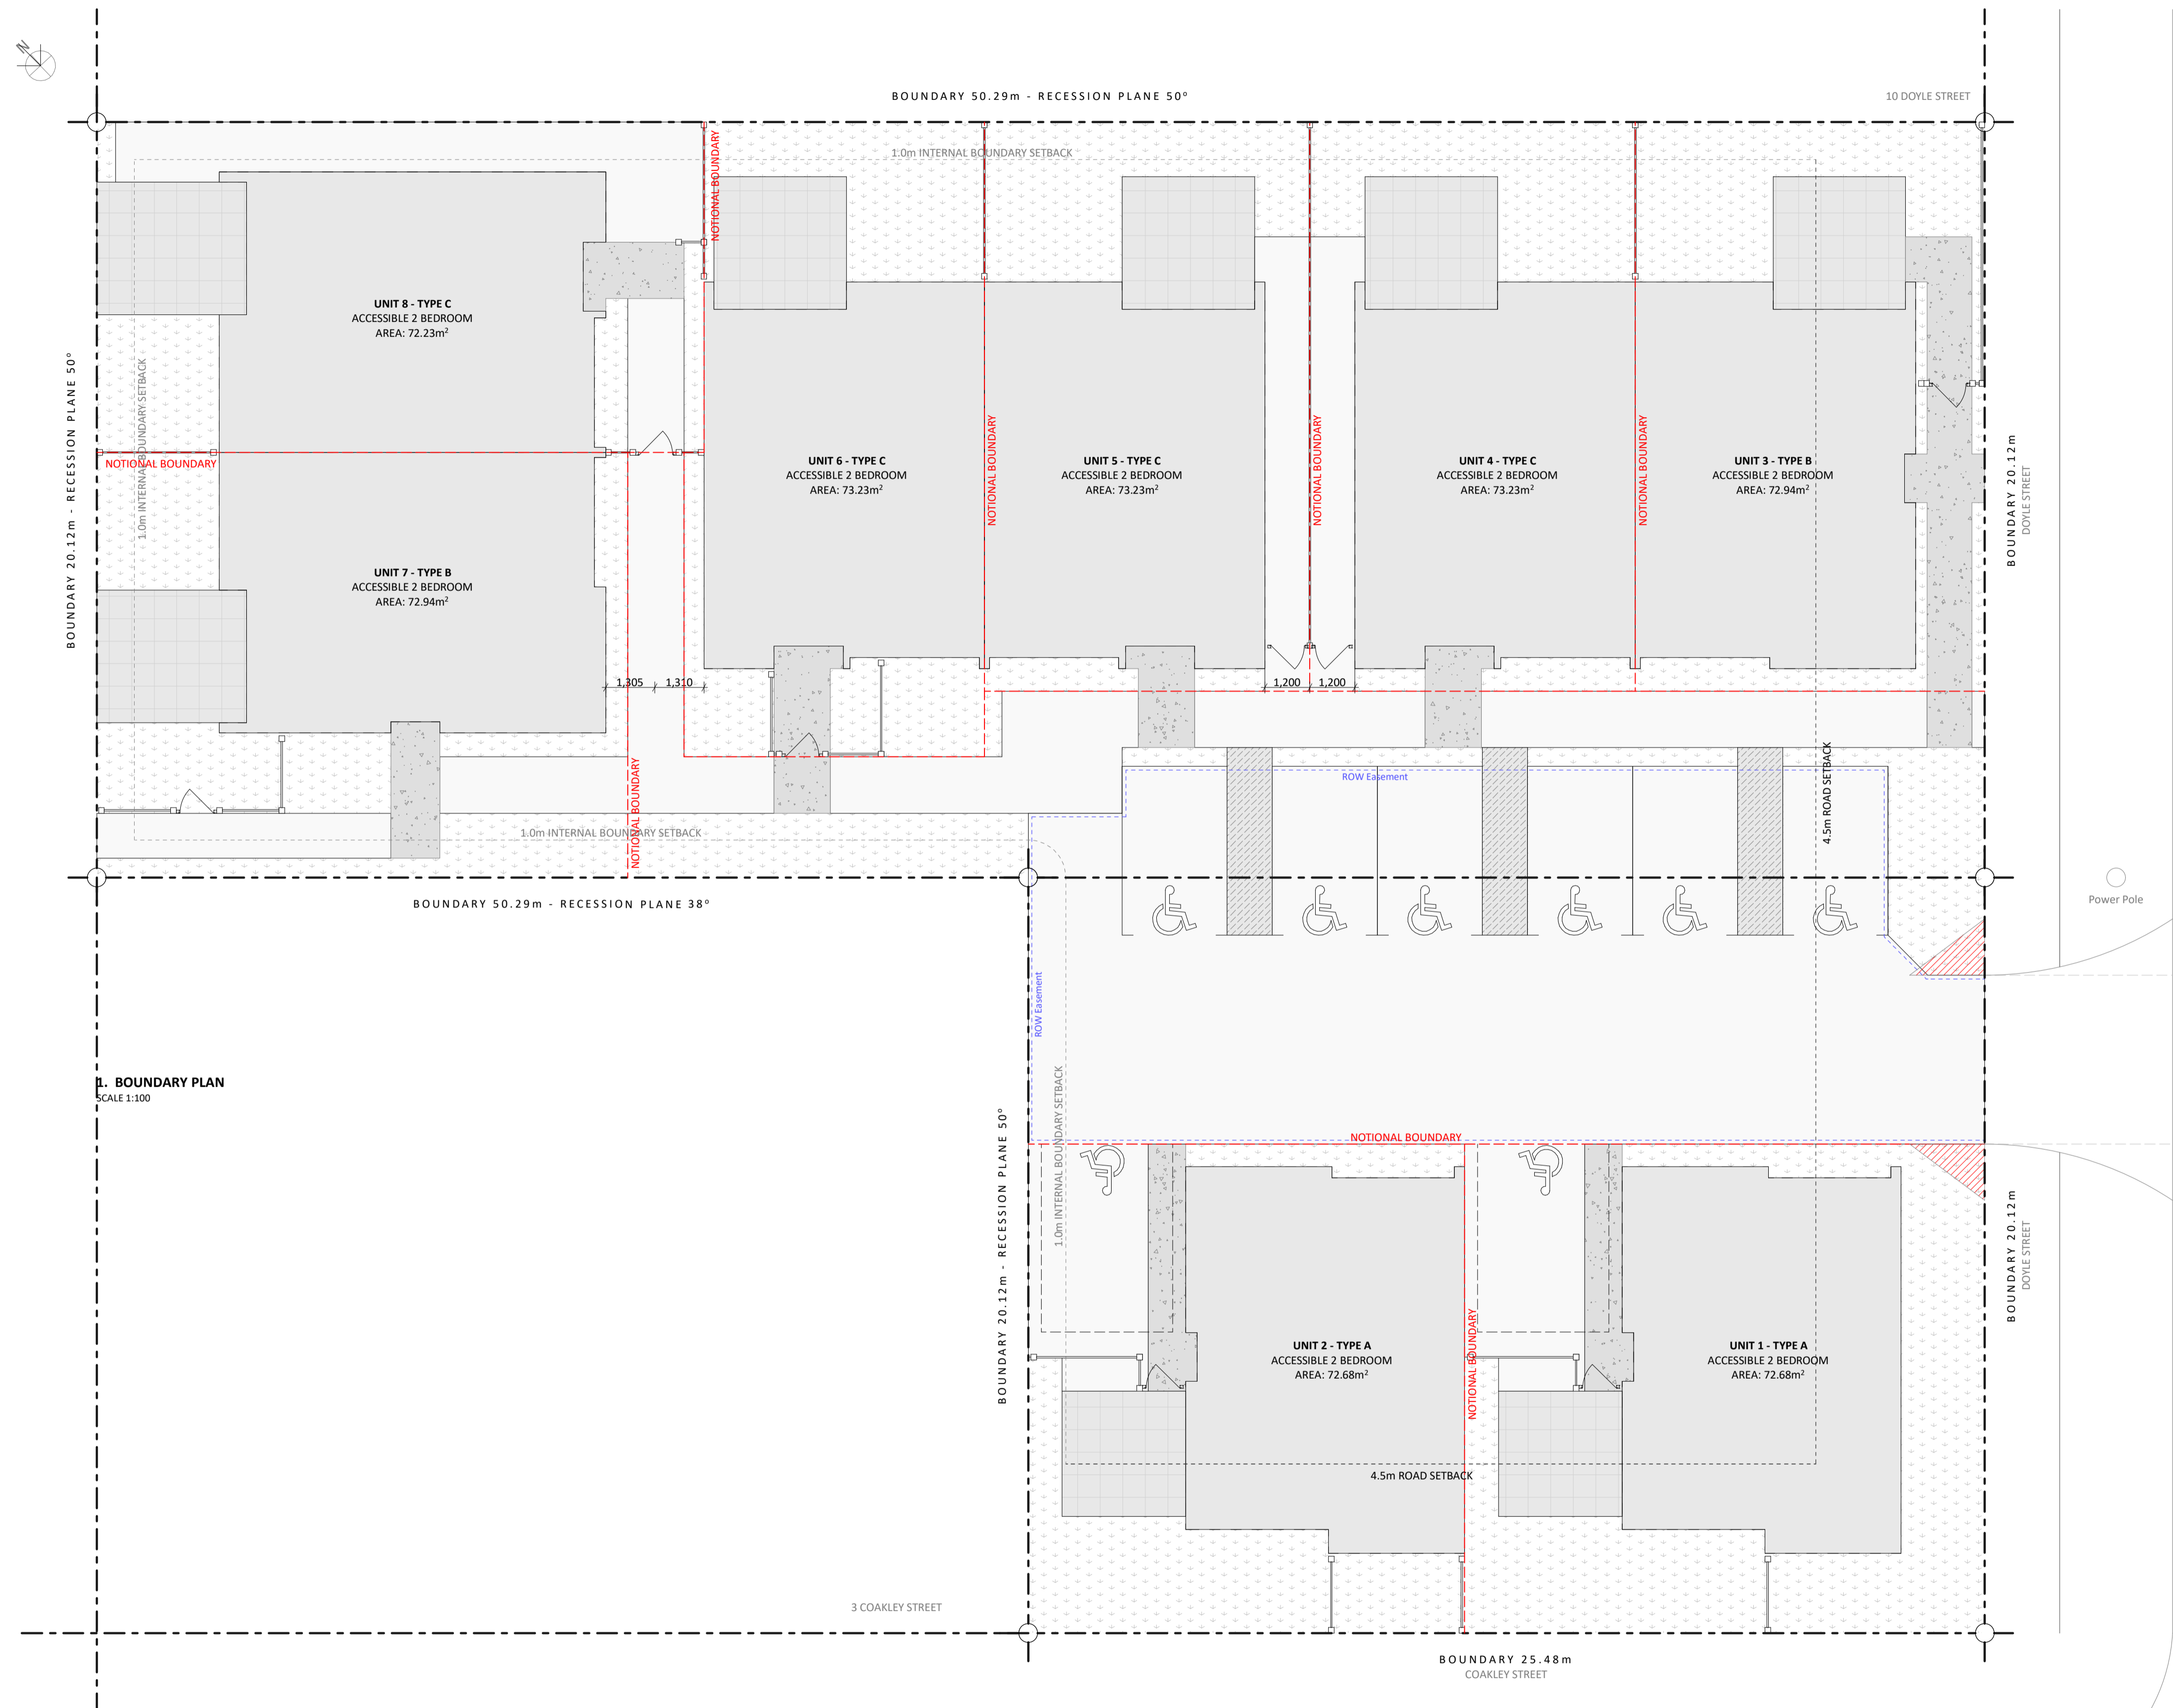 N
BOUNDARY 50.29m - RECESSION PLANE 50°
10 DOYLE STREET
NOTIONAL BOUNDARY
1.0m INTERNAL BOUNDARY SETBACK
UNIT 8 - TYPE C
ACCESSIBLE 2 BEDROOM
AREA: 72.23m²
BOUNDARY 20.12m - RECESSION PLANE 50°
1.0m INTERNAL BOUNDARY SETBACK
NOTIONAL BOUNDARY
UNIT 6 - TYPE C
ACCESSIBLE 2 BEDROOM
AREA: 73.23m²
NOTIONAL BOUNDARY
UNIT 5 - TYPE C
ACCESSIBLE 2 BEDROOM
AREA: 73.23m²
NOTIONAL BOUNDARY
UNIT 4 - TYPE C
ACCESSIBLE 2 BEDROOM
AREA: 73.23m²
NOTIONAL BOUNDARY
UNIT 3 - TYPE B
ACCESSIBLE 2 BEDROOM
AREA: 72.94m²
BOUNDARY 20.12m
DOYLE STREET
UNIT 7 - TYPE B
ACCESSIBLE 2 BEDROOM
AREA: 72.94m²
1,305
1,310
1,200
1,200
NOTIONAL BOUNDARY
ROW Easement
4.5m ROAD SETBACK
1.0m INTERNAL BOUNDARY SETBACK
BOUNDARY 50.29m - RECESSION PLANE 38°
Power Pole
ROW Easement
1. BOUNDARY PLAN
SCALE 1:100
1.0m INTERNAL BOUNDARY SETBACK
BOUNDARY 20.12m - RECESSION PLANE 50°
NOTIONAL BOUNDARY
UNIT 2 - TYPE A
ACCESSIBLE 2 BEDROOM
AREA: 72.68m²
NOTIONAL BOUNDARY
UNIT 1 - TYPE A
ACCESSIBLE 2 BEDROOM
AREA: 72.68m²
BOUNDARY 20.12m
DOYLE STREET
4.5m ROAD SETBACK
3 COAKLEY STREET
BOUNDARY 25.48m
COAKLEY STREET